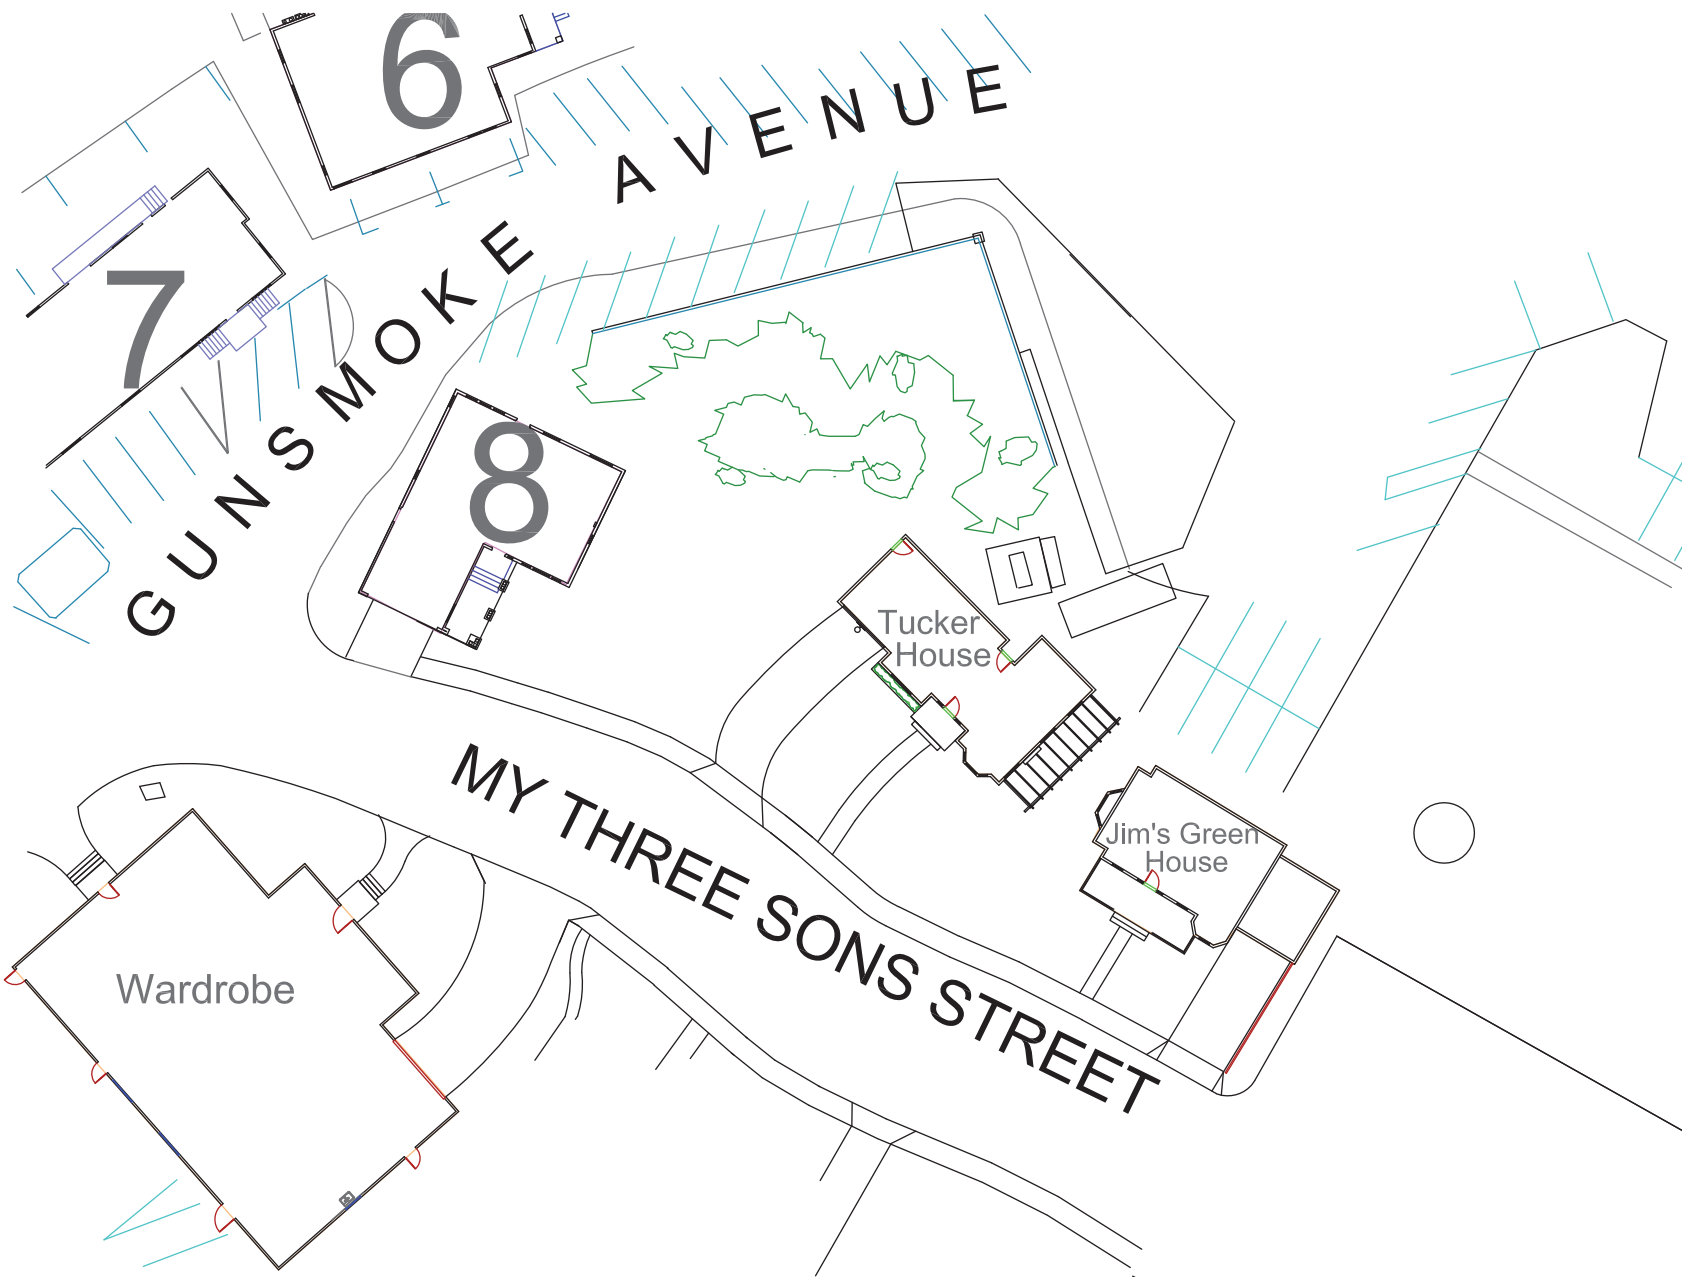 6
GUNSMOKE AVENUE
7
8
Tucker
House
MY THREE SONS STREET
Jim's Green
House
Wardrobe